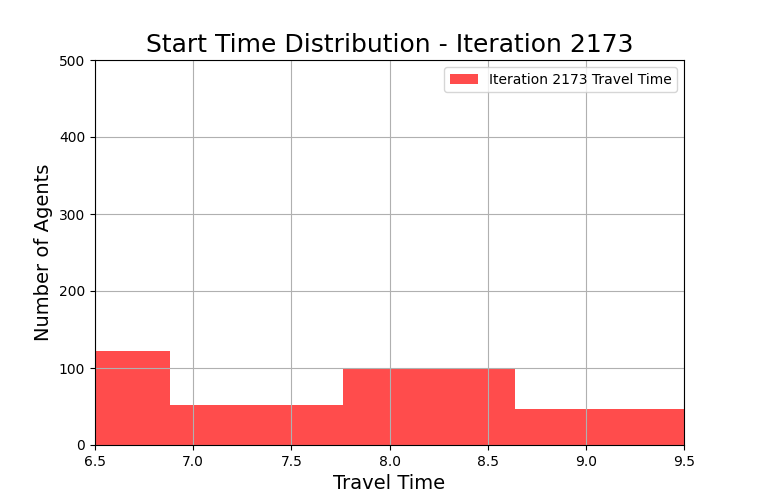 Start Time Distribution - Iteration 2173
Iteration 2173 Travel Time
Number of Agents
500
400
300
200
100
0
6.5 7.0 7.5 8.0 8.5 9.0 9.5
Travel Time